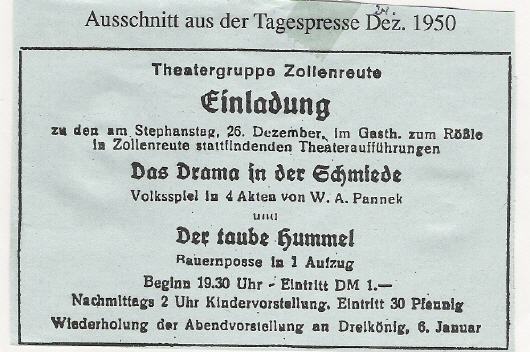 Ausschnitt aus der Tagespresse Dez. 1950
24.
Theatergruppe Zollenreute
Einladung
zu den am Stephanstag, 26. Dezember, im Gasth. zum Rößle
in Zollenreute stattfindenden Theateraufführungen
Das Drama in der Schmiede
Volksspiel in 4 Akten von W. A. Pannek
und
Der taube Hummel
Bauernposse in 1 Aufzug
Beginn 19.30 Uhr - Eintritt DM 1.—
Nachmittags 2 Uhr Kindervorstellung, Eintritt 30 Pfennig
Wiederholung der Abendvorstellung an Dreikönig, 6. Januar